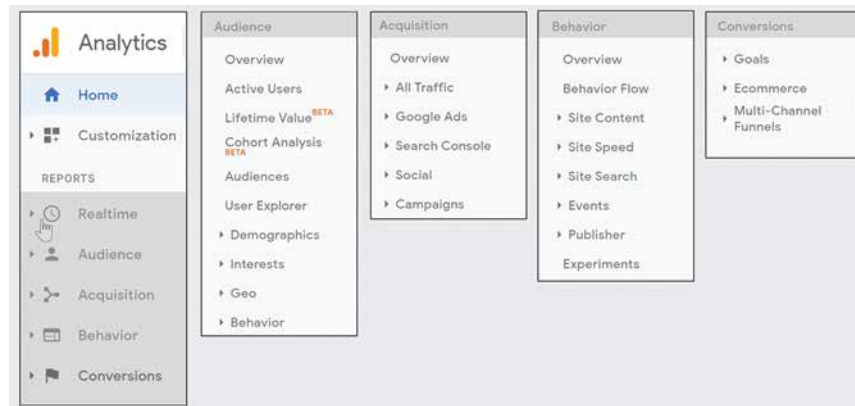 Analytics
Home
Customization
REPORTS
Realtime
Audience
Acquisition
Behavior
Conversions
Audience
Overview
Active Users
Lifetime Value BETA
Cohort Analysis
BETA
Audiences
User Explorer
Demographics
Interests
Geo
Behavior
Acquisition
Overview
All Traffic
Google Ads
Search Console
Social
Campaigns
Behavior
Overview
Behavior Flow
Site Content
Site Speed
Site Search
Events
Publisher
Experiments
Conversions
Goals
Ecommerce
Multi-Channel
Funnels